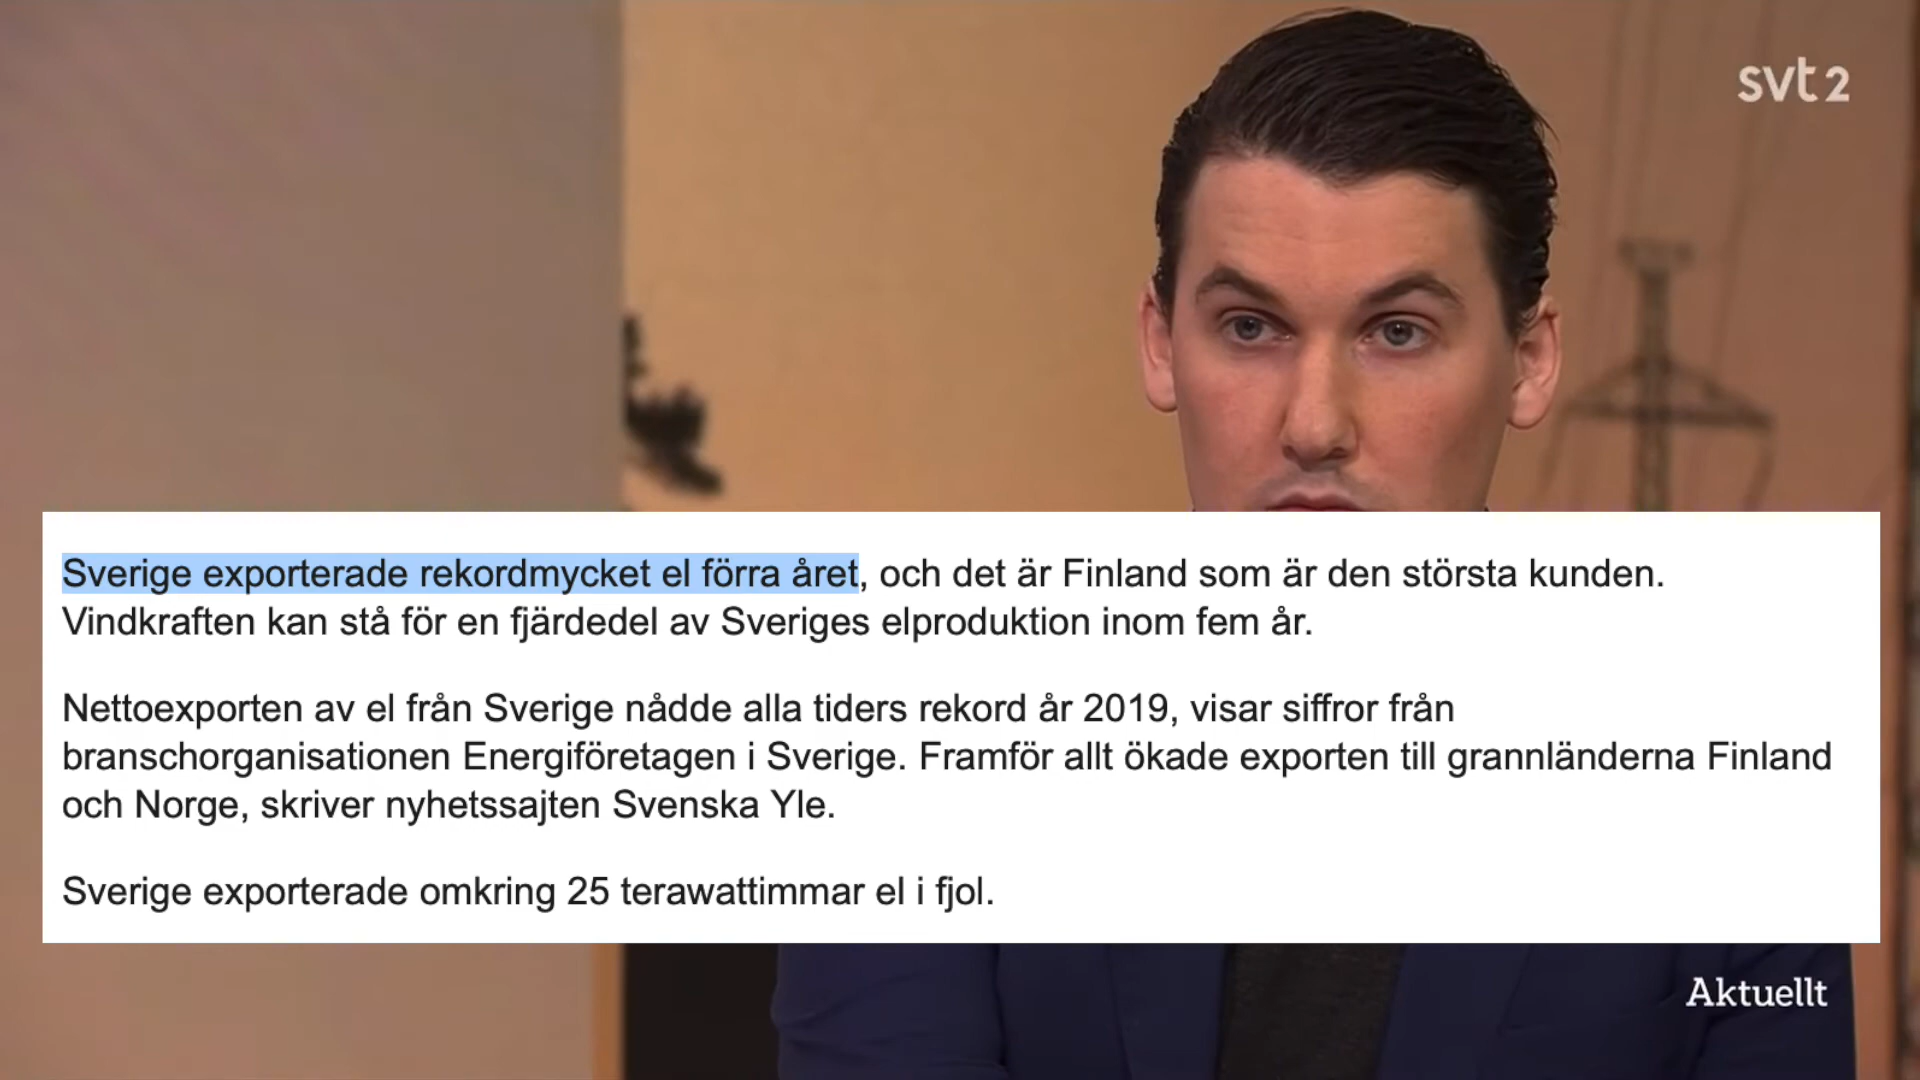 svt2
Sverige exporterade rekordmycket el förra året, och det är Finland som är den största kunden.
Vindkraften kan stå för en fjärdedel av Sveriges elproduktion inom fem år.
Nettoexporten av el från Sverige nådde alla tiders rekord år 2019, visar siffror från
branschorganisationen Energiföretagen i Sverige. Framför allt ökade exporten till grannländerna Finland
och Norge, skriver nyhetssajten Svenska Yle.
Sverige exporterade omkring 25 terawattimmar el i fjol.
Aktuellt